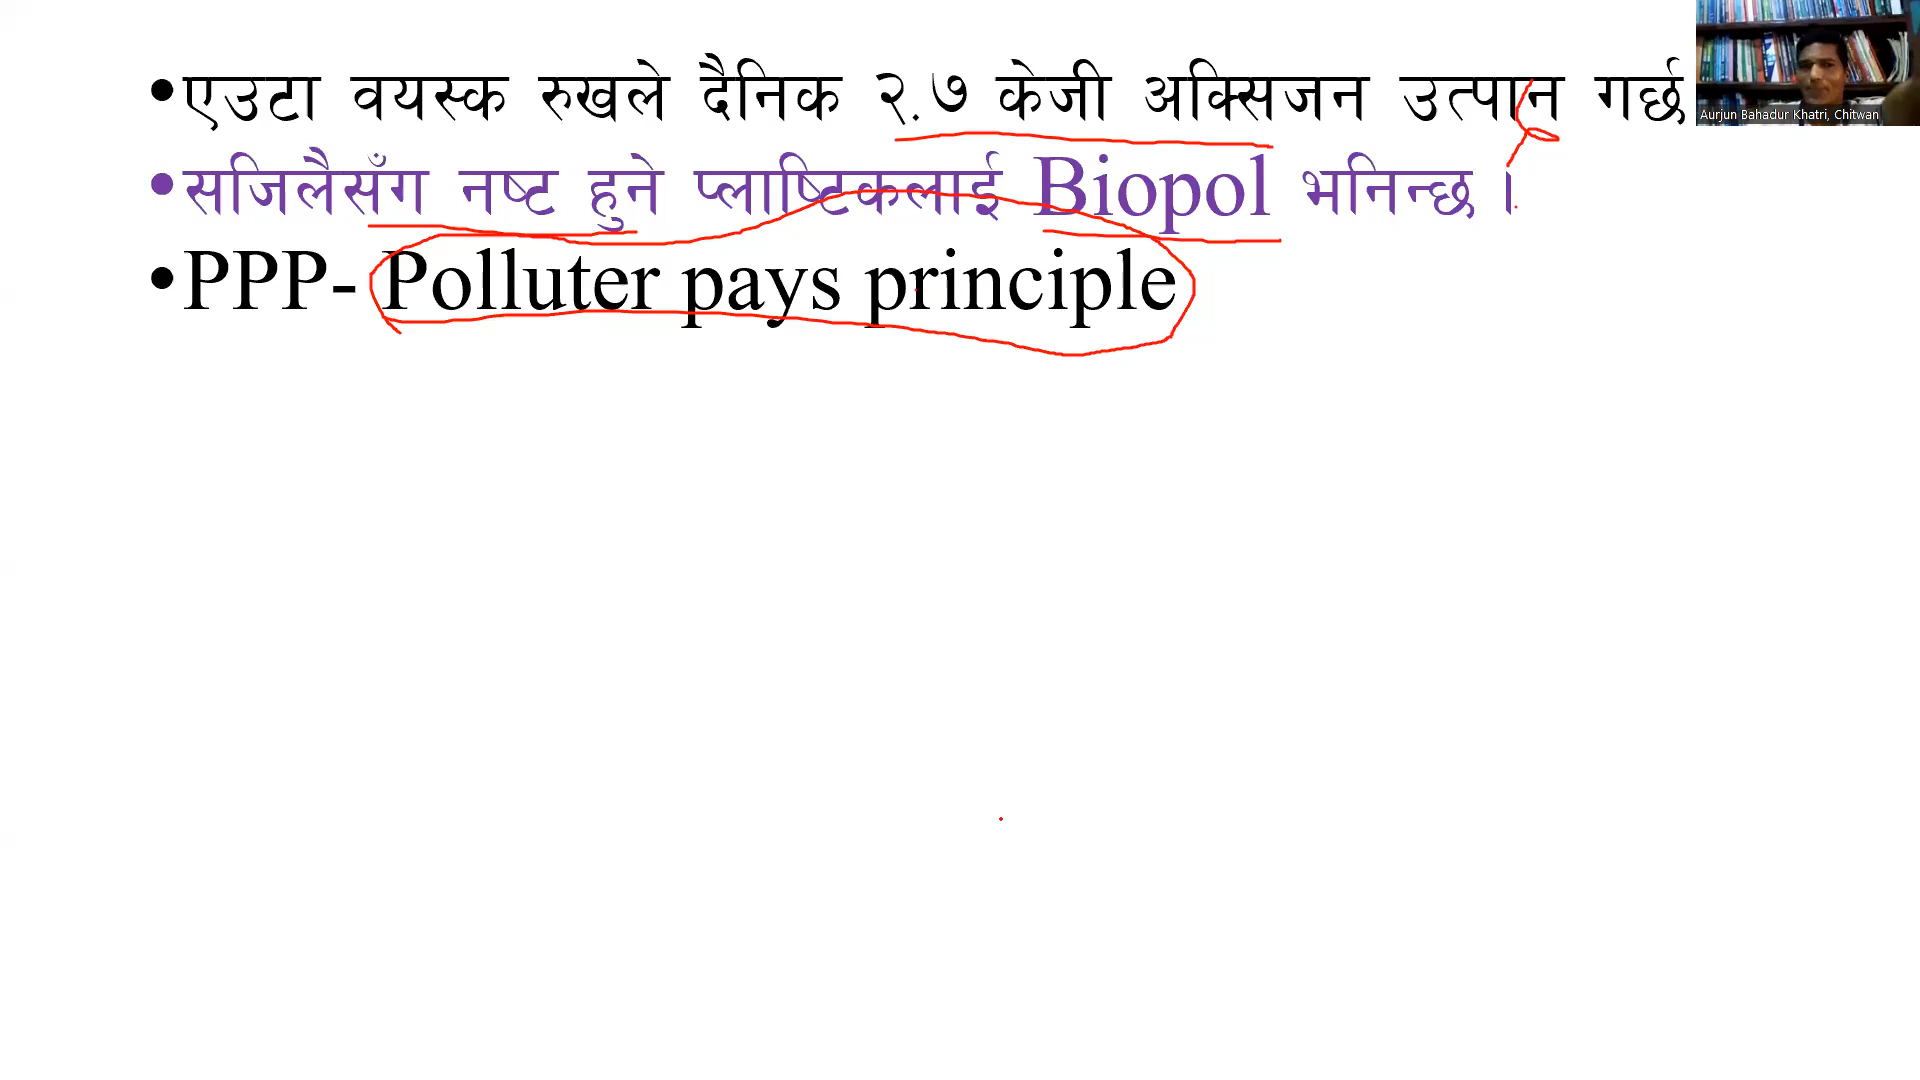 •एउटा वयस्क रुखले दैनिक २.७ केजी अक्सिजन उत्पान गर्छ
•सजिलैसँग नष्ट हुने प्लाष्टिकलाई Biopol भनिन्छ ।
•PPP- Polluter pays principle
Aurjun Bahadur Khatri, Chitwan